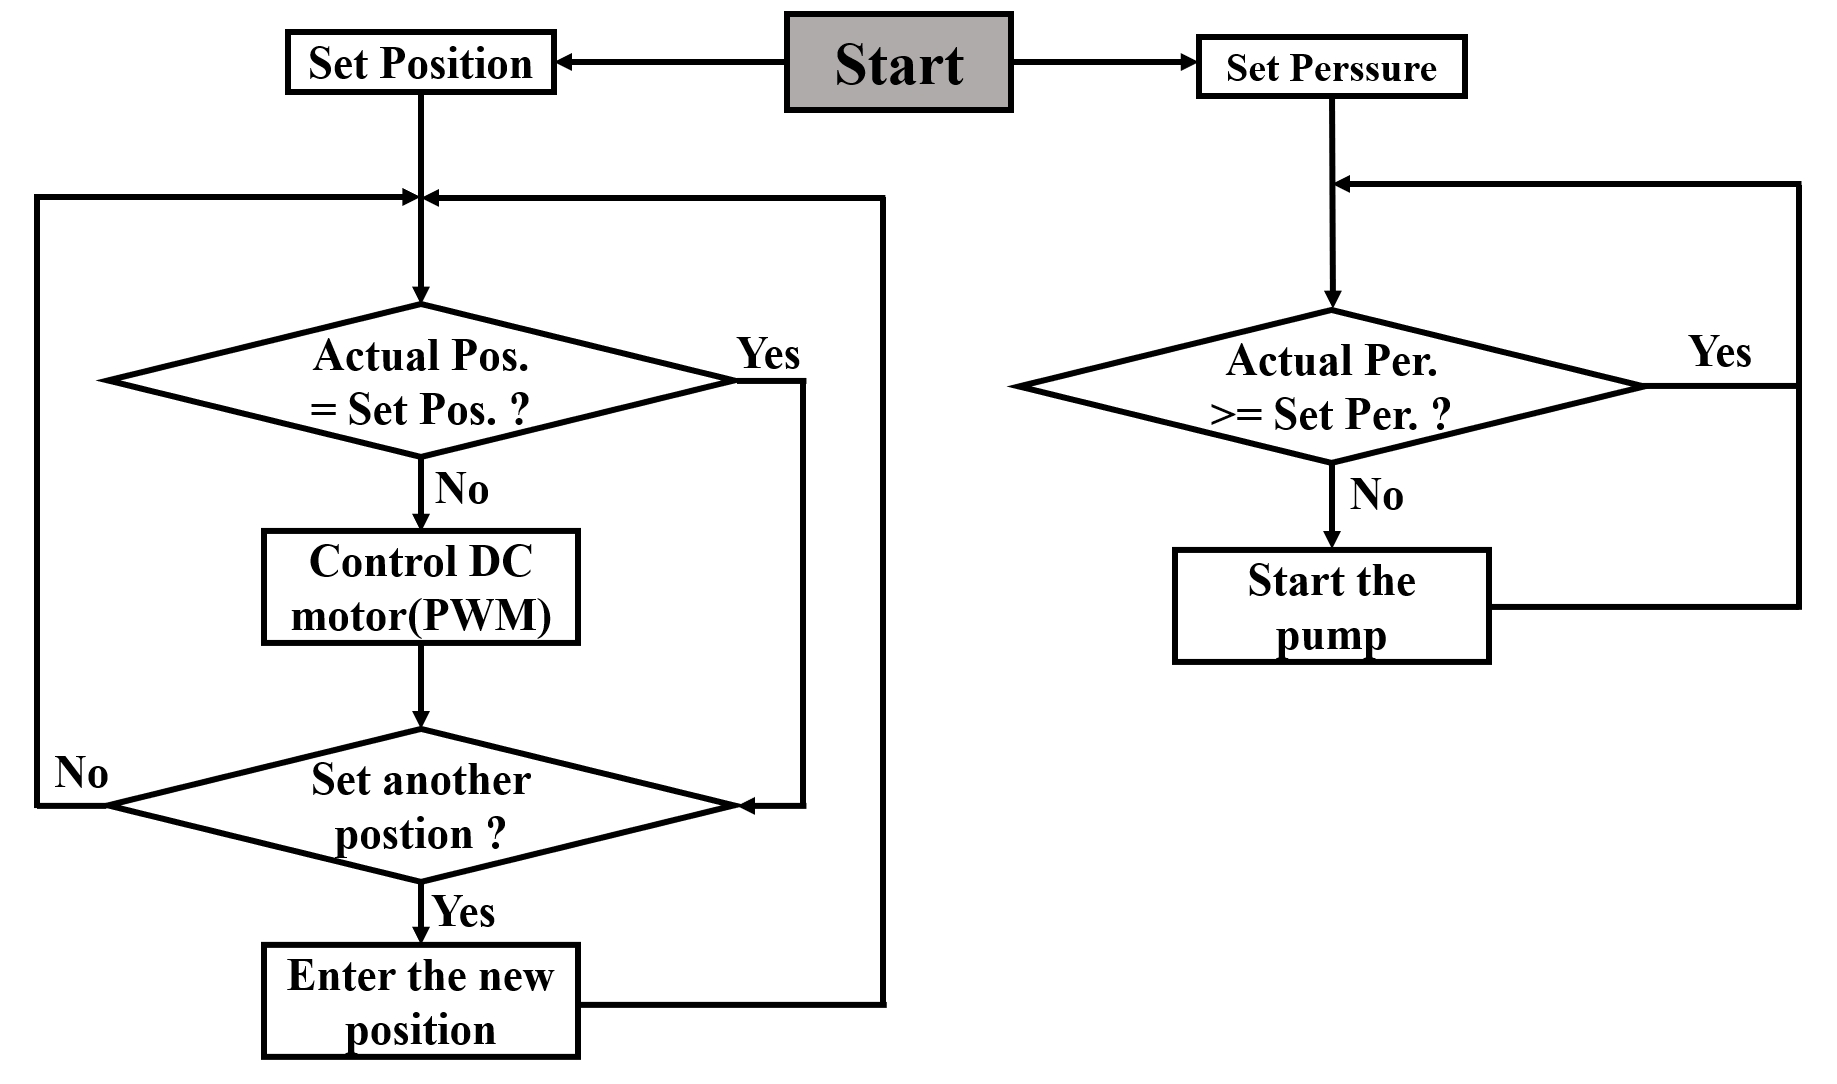 Start
Set Position
Actual Pos.
= Set Pos. ?
Yes
No
Control DC
motor(PWM)
Set another
postion ?
No
Yes
Enter the new
position
Set Perssure
Actual Per.
>= Set Per. ?
Yes
No
Start the
pump